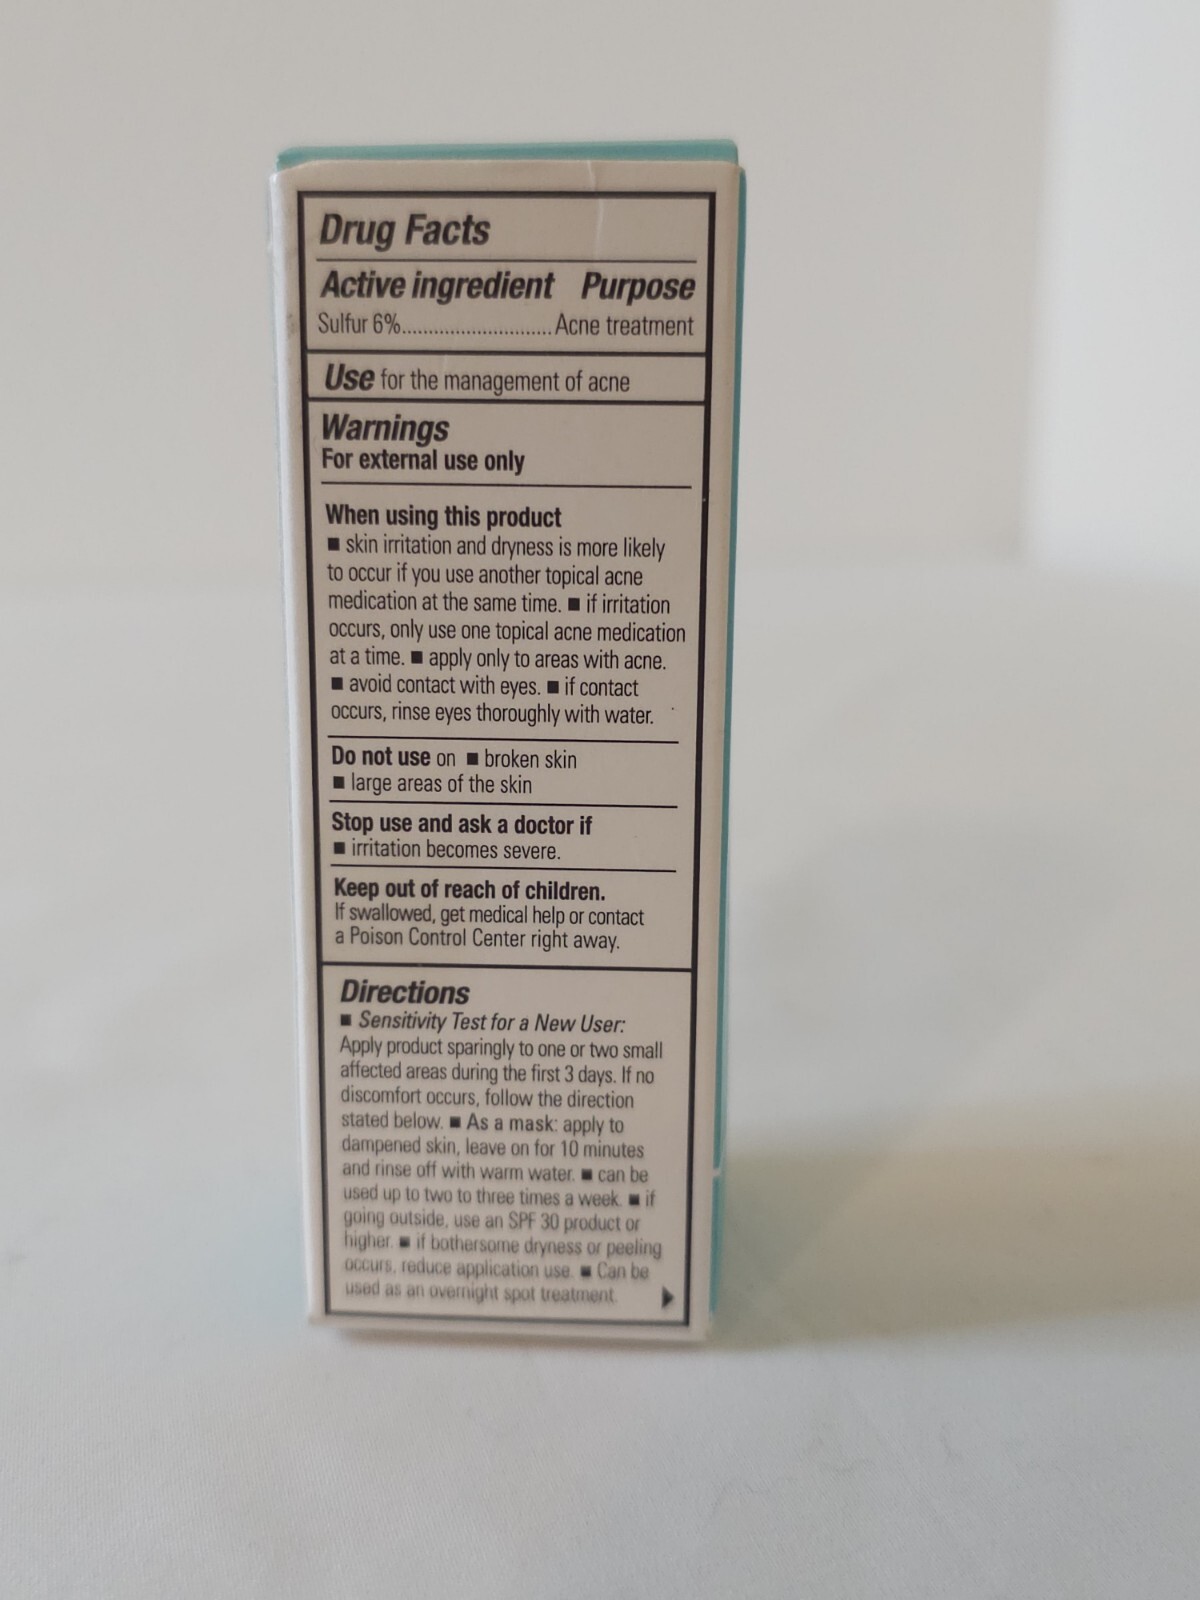 Drug Facts
Active ingredient Purpose
Sulfur 6%............................Acne treatment
Use for the management of acne
Warnings
For external use only
When using this product
■ skin irritation and dryness is more likely
to occur if you use another topical acne
medication at the same time. ■ if irritation
occurs, only use one topical acne medication
at a time. ■ apply only to areas with acne.
■ avoid contact with eyes. ■ if contact
occurs, rinse eyes thoroughly with water.
Do not use on ■ broken skin
■ large areas of the skin
Stop use and ask a doctor if
■ irritation becomes severe.
Keep out of reach of children.
If swallowed, get medical help or contact
a Poison Control Center right away.
Directions
■ Sensitivity Test for a New User:
Apply product sparingly to one or two small
affected areas during the first 3 days. If no
discomfort occurs, follow the direction
stated below. ■ As a mask: apply to
dampened skin, leave on for 10 minutes
and rinse off with warm water. ■ can be
used up to two to three times a week. ■ if
going outside, use an SPF 30 product or
higher. ■ if bothersome dryness or peeling
occurs, reduce application use. ■ Can be
used as an overnight spot treatment.